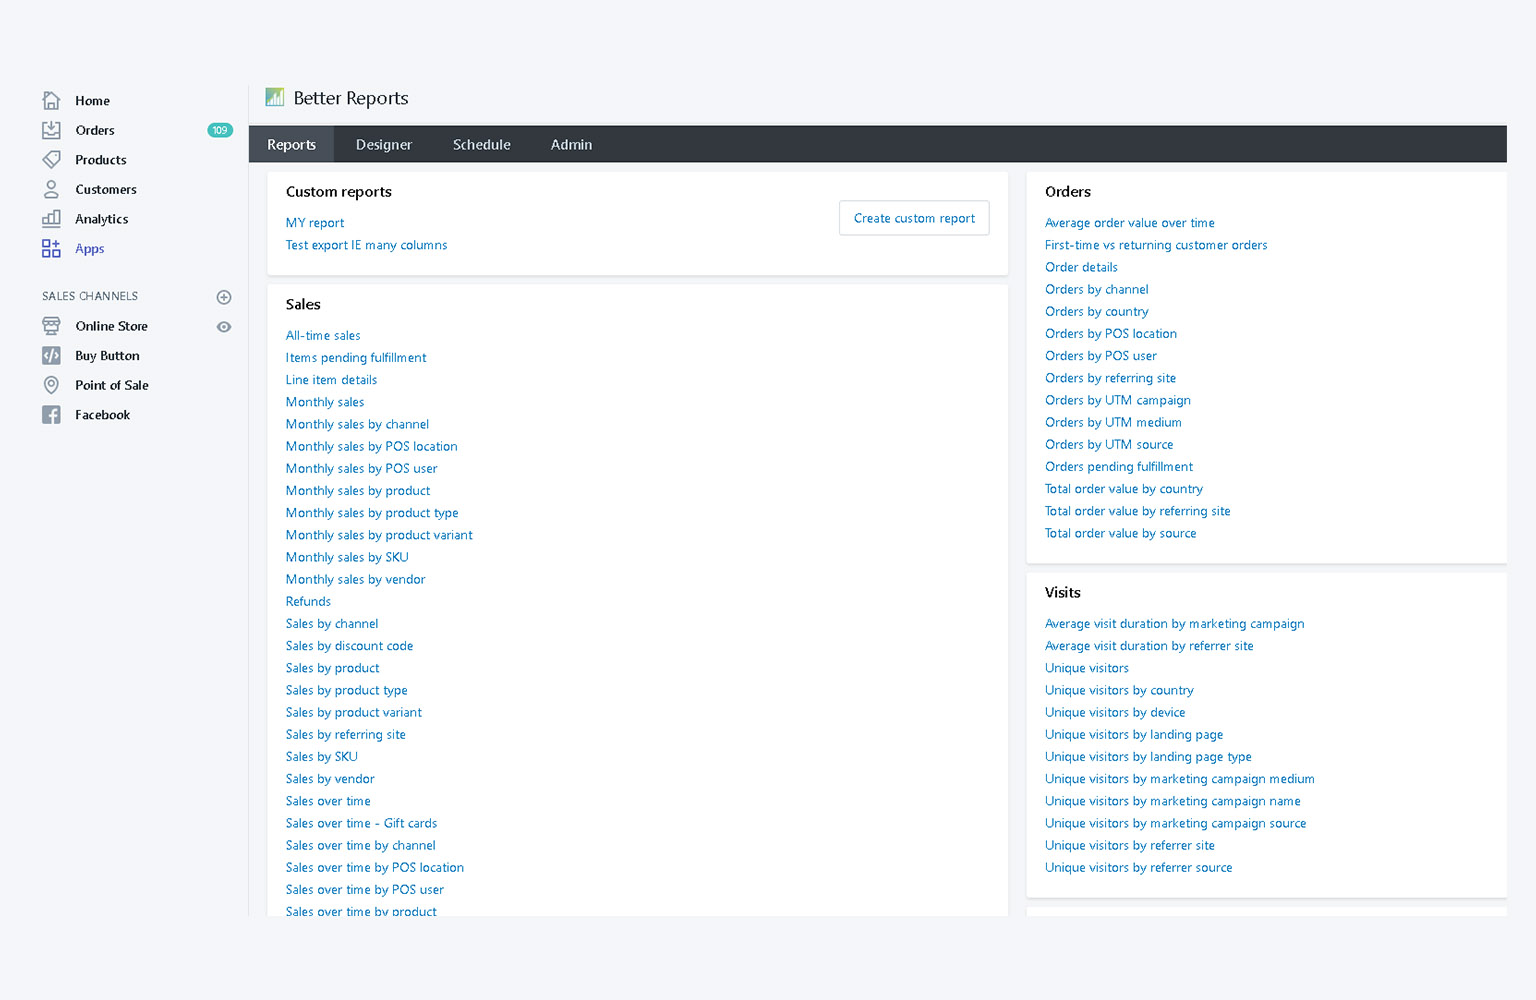 Home
Orders
109
Products
Customers
Analytics
Apps
SALES CHANNELS
Online Store
Buy Button
Point of Sale
Facebook
Better Reports
Reports
Designer
Schedule
Admin
Custom reports
MY report
Test export IE many columns
Create custom report
Sales
All-time sales
Items pending fulfillment
Line item details
Monthly sales
Monthly sales by channel
Monthly sales by POS location
Monthly sales by POS user
Monthly sales by product
Monthly sales by product type
Monthly sales by product variant
Monthly sales by SKU
Monthly sales by vendor
Refunds
Sales by channel
Sales by discount code
Sales by product
Sales by product type
Sales by product variant
Sales by referring site
Sales by SKU
Sales by vendor
Sales over time
Sales over time - Gift cards
Sales over time by channel
Sales over time by POS location
Sales over time by POS user
Sales over time by product
Orders
Average order value over time
First-time vs returning customer orders
Order details
Orders by channel
Orders by country
Orders by POS location
Orders by POS user
Orders by referring site
Orders by UTM campaign
Orders by UTM medium
Orders by UTM source
Orders pending fulfillment
Total order value by country
Total order value by referring site
Total order value by source
Visits
Average visit duration by marketing campaign
Average visit duration by referrer site
Unique visitors
Unique visitors by country
Unique visitors by device
Unique visitors by landing page
Unique visitors by landing page type
Unique visitors by marketing campaign medium
Unique visitors by marketing campaign name
Unique visitors by marketing campaign source
Unique visitors by referrer site
Unique visitors by referrer source